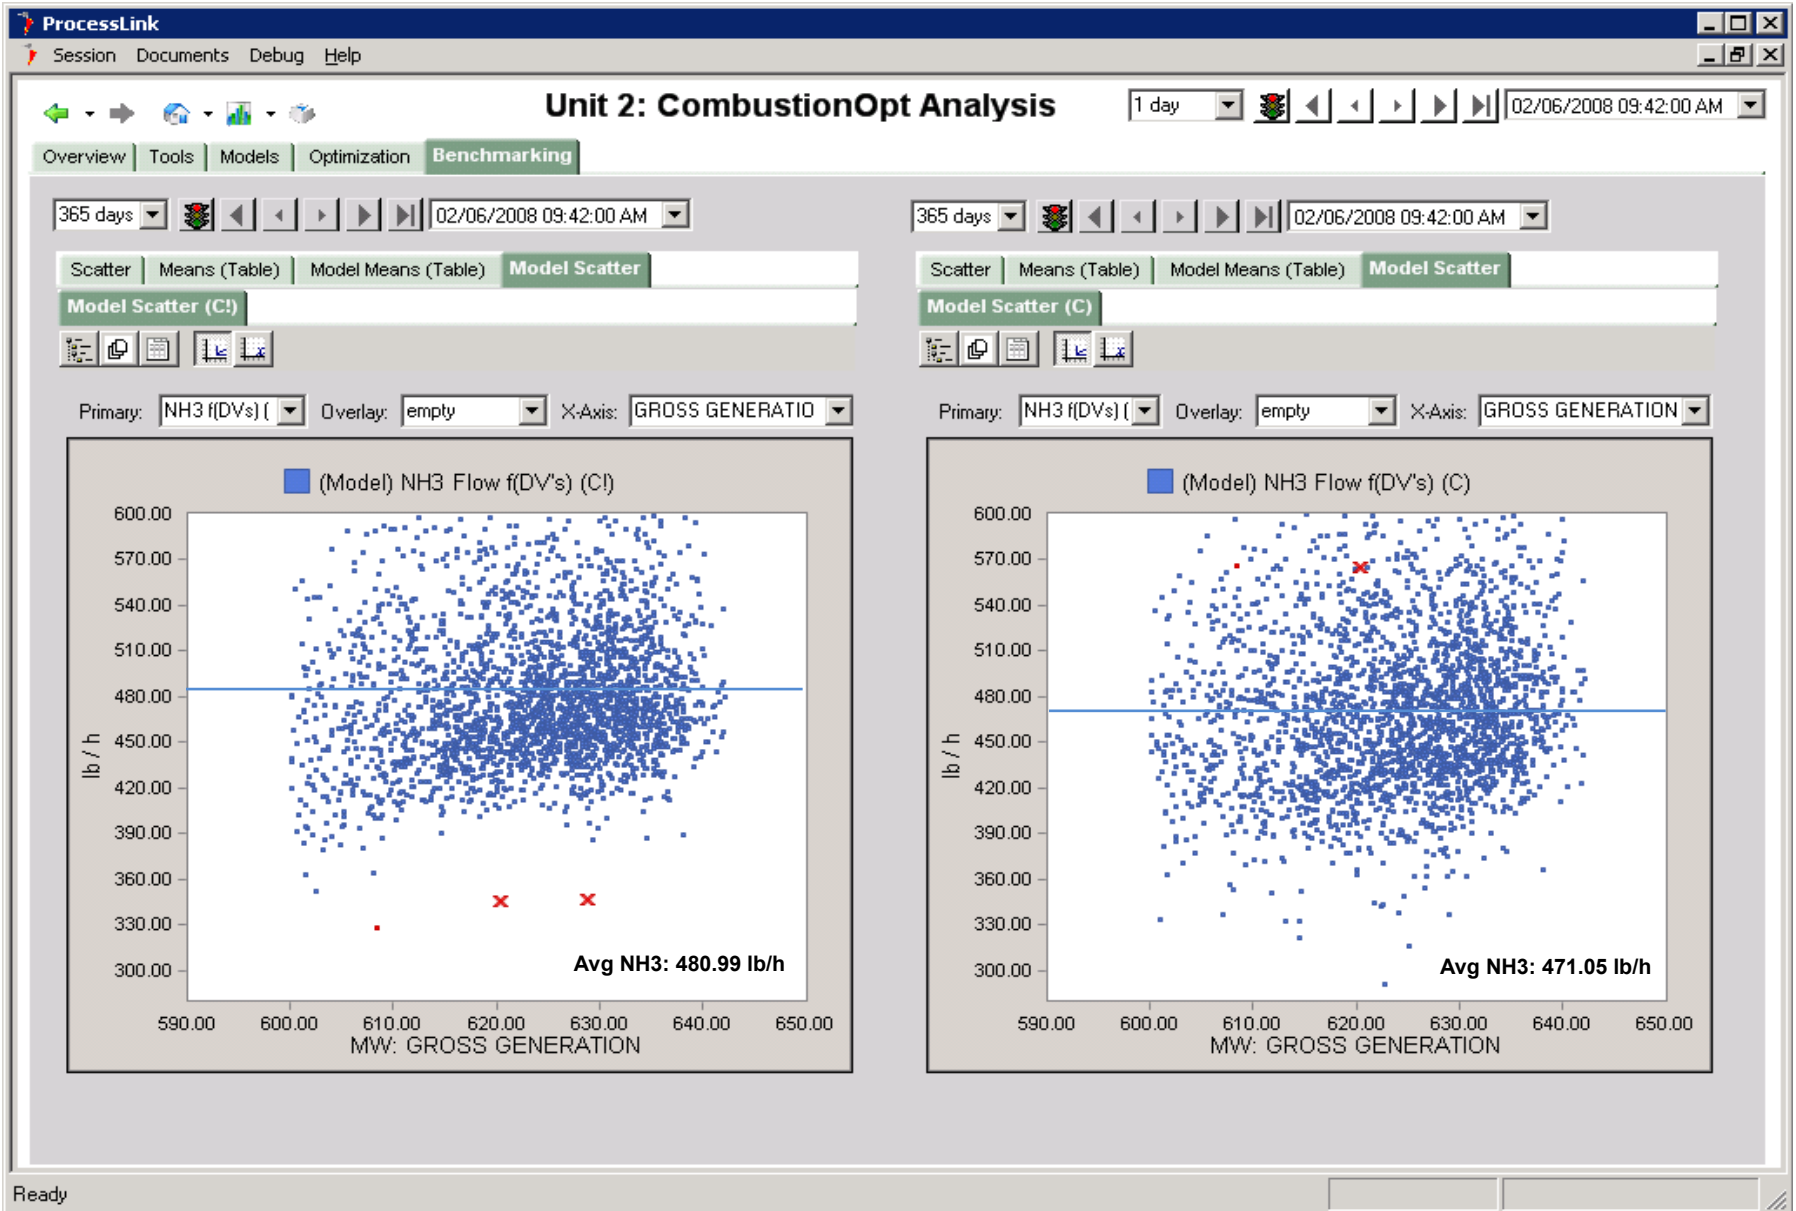 ProcessLink
Session Documents Debug Help
Unit 2: CombustionOpt Analysis
1 day
02/06/2008 09:42:00 AM
Overview Tools Models Optimization Benchmarking
365 days
02/06/2008 09:42:00 AM
Scatter Means (Table) Model Means (Table) Model Scatter
Model Scatter (C!)
Primary: NH3 f(DVs) ( Overlay: empty X-Axis: GROSS GENERATIO
(Model) NH3 Flow f(DV's) (C!)
600.00
570.00
540.00
510.00
480.00
450.00
420.00
390.00
360.00
330.00
300.00
lb / h
Avg NH3: 480.99 lb/h
590.00 600.00 610.00 620.00 630.00 640.00 650.00
MW: GROSS GENERATION
365 days
02/06/2008 09:42:00 AM
Scatter Means (Table) Model Means (Table) Model Scatter
Model Scatter (C)
Primary: NH3 f(DVs) ( Overlay: empty X-Axis: GROSS GENERATION
(Model) NH3 Flow f(DV's) (C)
600.00
570.00
540.00
510.00
480.00
450.00
420.00
390.00
360.00
330.00
300.00
lb / h
Avg NH3: 471.05 lb/h
590.00 600.00 610.00 620.00 630.00 640.00 650.00
MW: GROSS GENERATION
Ready